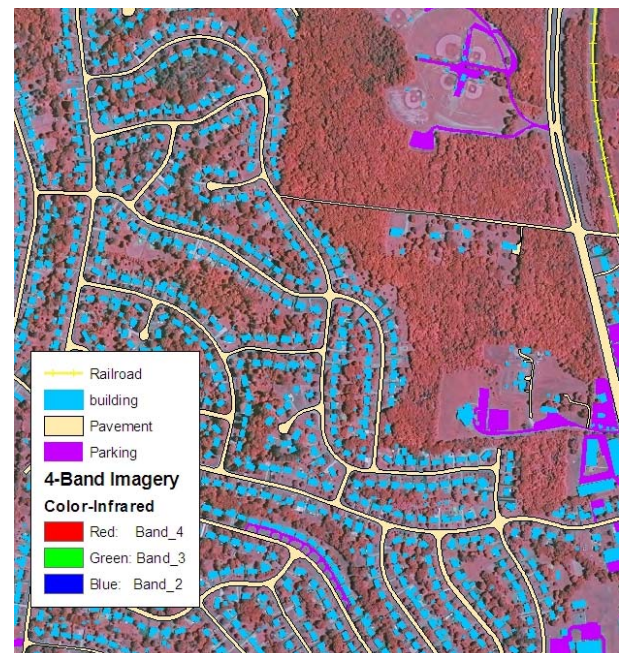 Railroad
building
Pavement
Parking
4-Band Imagery
Color-Infrared
Red: Band_4
Green: Band_3
Blue: Band_2